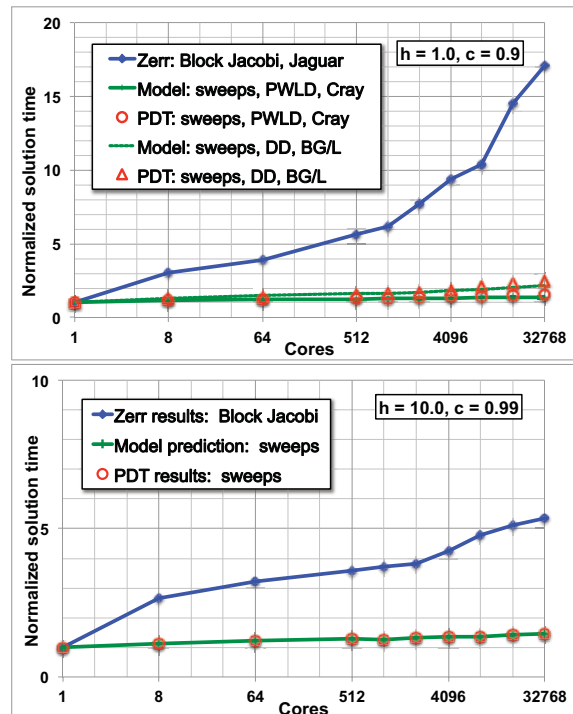 20
15
10
5
0
Normalized solution time
h = 1.0, c = 0.9
Zerr: Block Jacobi, Jaguar
Model: sweeps, PWLD, Cray
PDT: sweeps, PWLD, Cray
Model: sweeps, DD, BG/L
PDT: sweeps, DD, BG/L
1 8 64 512 4096 32768
Cores
10
5
0
Normalized solution time
h = 10.0, c = 0.99
Zerr results: Block Jacobi
Model prediction: sweeps
PDT results: sweeps
1 8 64 512 4096 32768
Cores